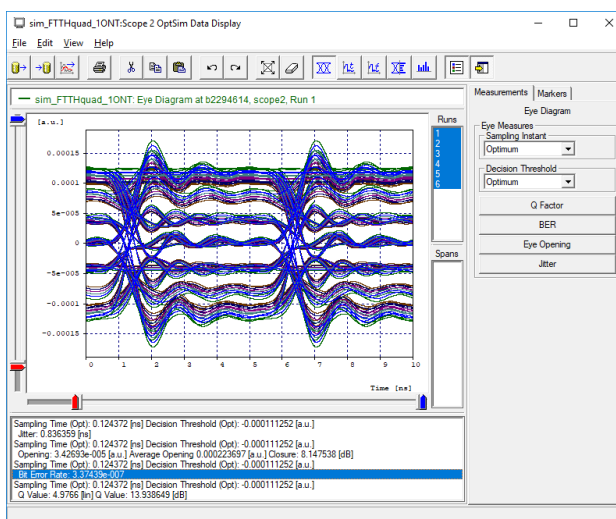 sim_FTTHquad_1ONT:Scope 2 OptSim Data Display
File Edit View Help
sim_FTTHquad_1ONT: Eye Diagram at b2294614, scope2, Run 1
[a.u.]
0.00015
0.0001
5e-005
0
-5e-005
-0.0001
-0.00015
0 1 2 3 4 5 6 7 8 9 10
Time [ns]
Runs
1
2
3
4
5
6
Spans
Measurements Markers
Eye Diagram
Eye Measures
Sampling Instant
Optimum
Decision Threshold
Optimum
Q Factor
BER
Eye Opening
Jitter
Sampling Time (Opt): 0.124372 [ns] Decision Threshold (Opt): -0.000111252 [a.u.]
Jitter: 0.836359 [ns]
Sampling Time (Opt): 0.124372 [ns] Decision Threshold (Opt): -0.000111252 [a.u.]
Opening: 3.42693e-005 [a.u.] Average Opening 0.000223697 [a.u.] Closure: 8.147538 [dB]
Sampling Time (Opt): 0.124372 [ns] Decision Threshold (Opt): -0.000111252 [a.u.]
Bit Error Rate: 3.37439e-007
Sampling Time (Opt): 0.124372 [ns] Decision Threshold (Opt): -0.000111252 [a.u.]
Q Value: 4.9766 [lin] Q Value: 13.938649 [dB]